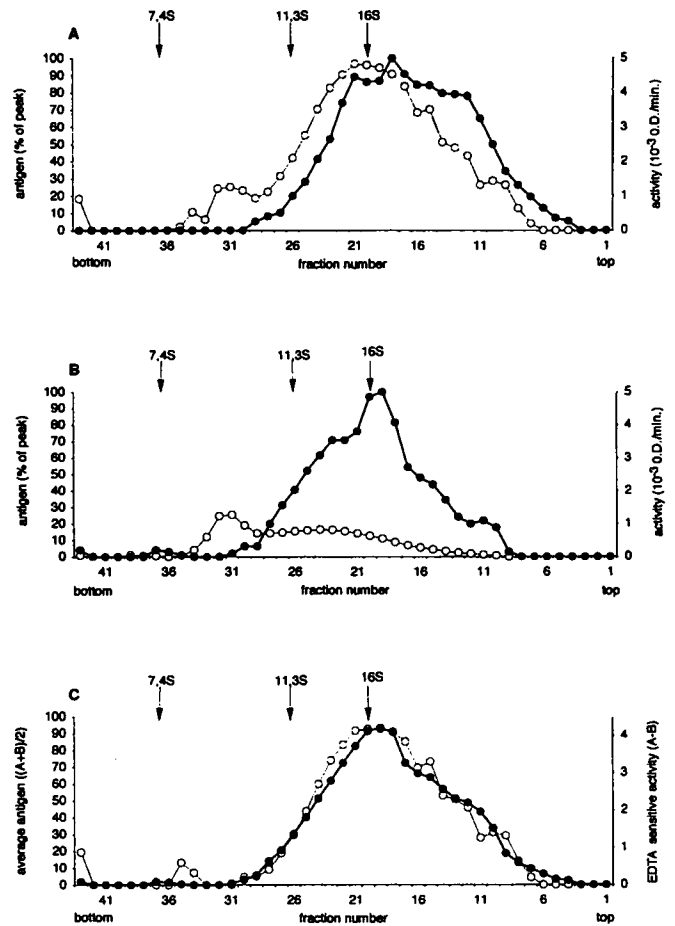 A
7,4S 11,3S 16S
antigen (% of peak)
100
90
80
70
60
50
40
30
20
10
0
5
4
3
2
1
0
activity (10⁻³ O.D./min.)
41 36 31 26 21 16 11 6 1
bottom fraction number top
B
7,4S 11,3S 16S
antigen (% of peak)
100
90
80
70
60
50
40
30
20
10
0
5
4
3
2
1
0
activity (10⁻³ O.D./min.)
41 36 31 26 21 16 11 6 1
bottom fraction number top
C
7,4S 11,3S 16S
average antigen ((A+B)/2)
100
90
80
70
60
50
40
30
20
10
0
4
3
2
1
0
EDTA sensitive activity (A-B)
41 36 31 26 21 16 11 6 1
bottom fraction number top